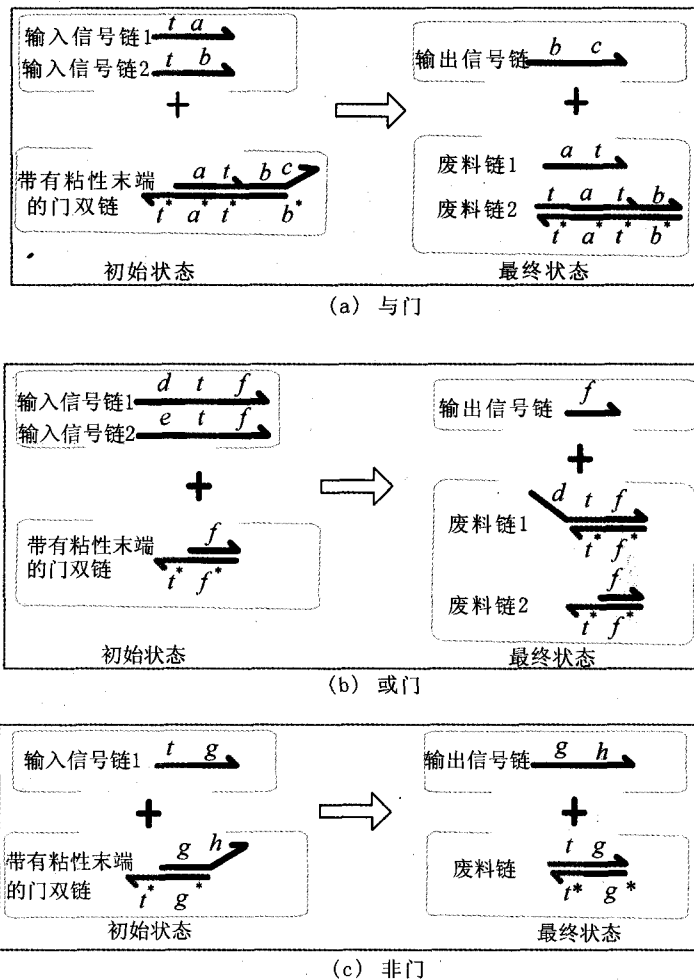 输入信号链1 t a
输入信号链2 t b
+
带有粘性末端
的门双链
a t b c
t* a* t* b*
初始状态
输出信号链 b c
+
废料链1 a t
废料链2 t a t b
t* a* t* b*
最终状态
(a) 与门
输入信号链1 d t f
输入信号链2 e t f
+
带有粘性末端
的门双链
f
t* f*
初始状态
输出信号链 f
+
废料链1 d t f
t* f*
废料链2 f
t* f*
最终状态
(b) 或门
输入信号链1 t g
+
带有粘性末端
的门双链
g h
t* g*
初始状态
输出信号链 g h
+
废料链 t g
t* g*
最终状态
(c) 非门